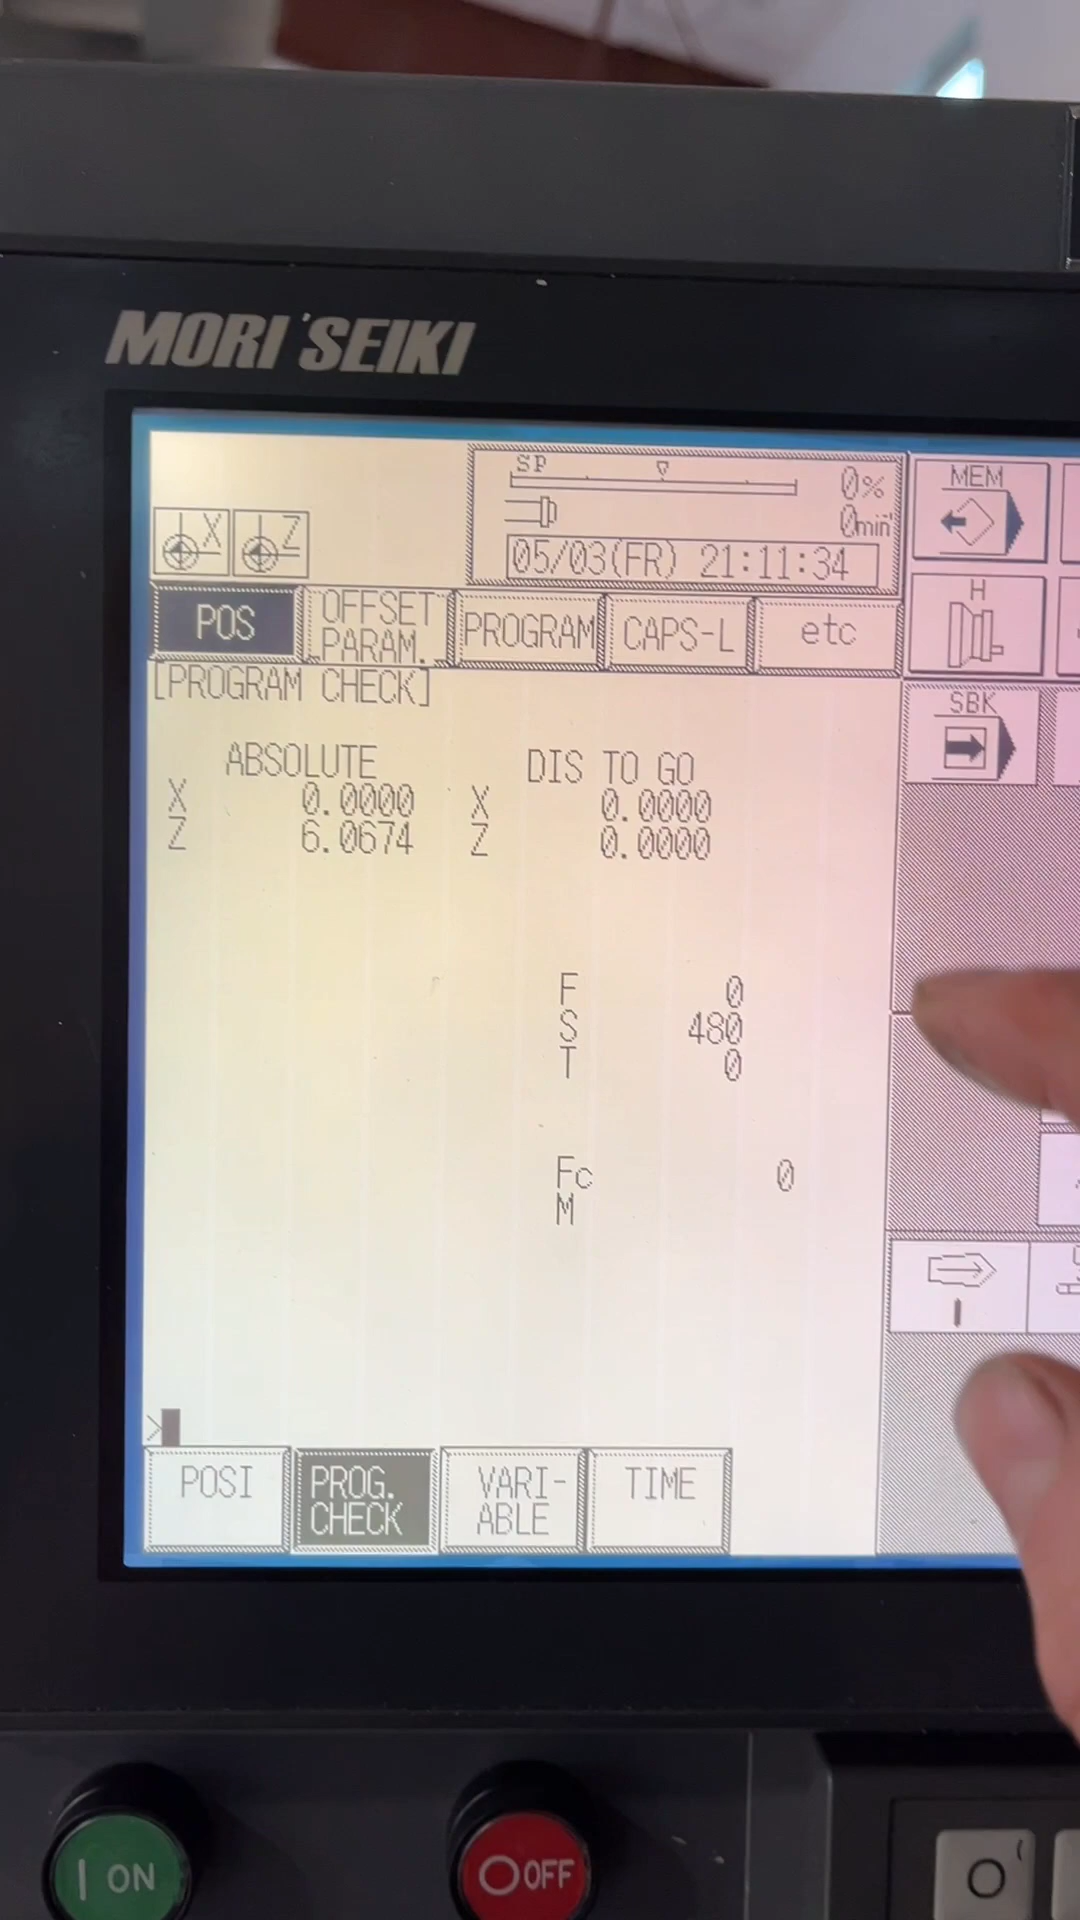 MORI SEIKI
SP
0%
0min⁻¹
05/03(FR) 21:11:34
X Z
MEM
H
SBK
POS OFFSET PARAM. PROGRAM CAPS-L etc
[PROGRAM CHECK]
ABSOLUTE DIS TO GO
X 0.0000 X 0.0000
Z 6.0674 Z 0.0000
F 0
S 480
T 0
Fc 0
M
>
POSI PROG. CHECK VARI-ABLE TIME
I ON
O OFF
O (